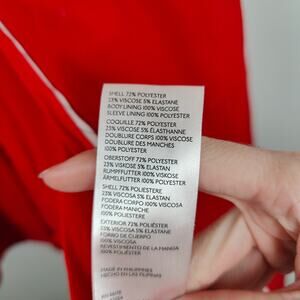 SHELL 72% POLYESTER
23% VISCOSE 5% ELASTANE
BODY LINING 100% VISCOSE
SLEEVE LINING 100% POLYESTER
COQUILLE 72% POLYESTER
23% VISCOSE 5% ÉLASTHANNE
DOUBLURE CORPS 100% VISCOSE
DOUBLURE DES MANCHES
100% POLYESTER
OBERSTOFF 72% POLYESTER
23% VISKOSE 5% ELASTAN
RUMPFFUTTER 100% VISKOSE
ÄRMELFUTTER 100% POLYESTER
SHELL 72% POLIESTERE
23% VISCOSA 5% ELASTAN
FODERA CORPO 100% VISCOSA
FODERA MANICHE
100% POLIESTERE
EXTERIOR 72% POLIÉSTER
23% VISCOSA 5% ELASTANO
FORRO DE CUERPO
100% VISCOSA
REVESTIMIENTO DE LA MANGA
100% POLIÉSTER
MADE IN PHILIPPINES
HECHO EN FILIPINAS